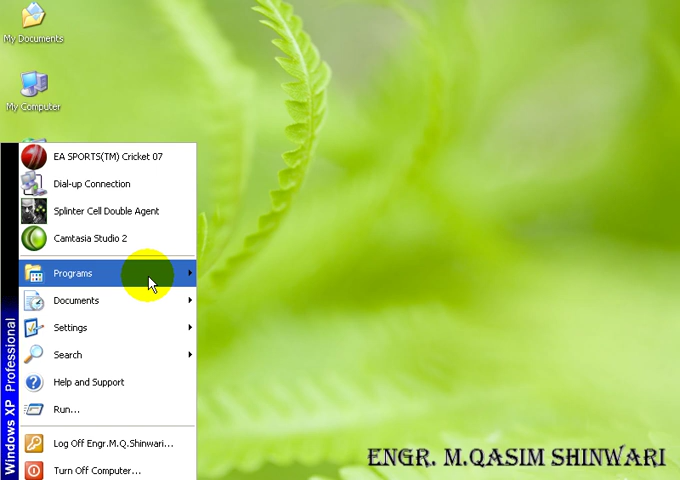 My Documents
My Computer
EA SPORTS(TM) Cricket 07
Dial-up Connection
Splinter Cell Double Agent
Camtasia Studio 2
Programs
Documents
Settings
Search
Help and Support
Run...
Log Off Engr.M.Q.Shinwari...
Turn Off Computer...
Windows XP Professional
ENGR. M.QASIM SHINWARI